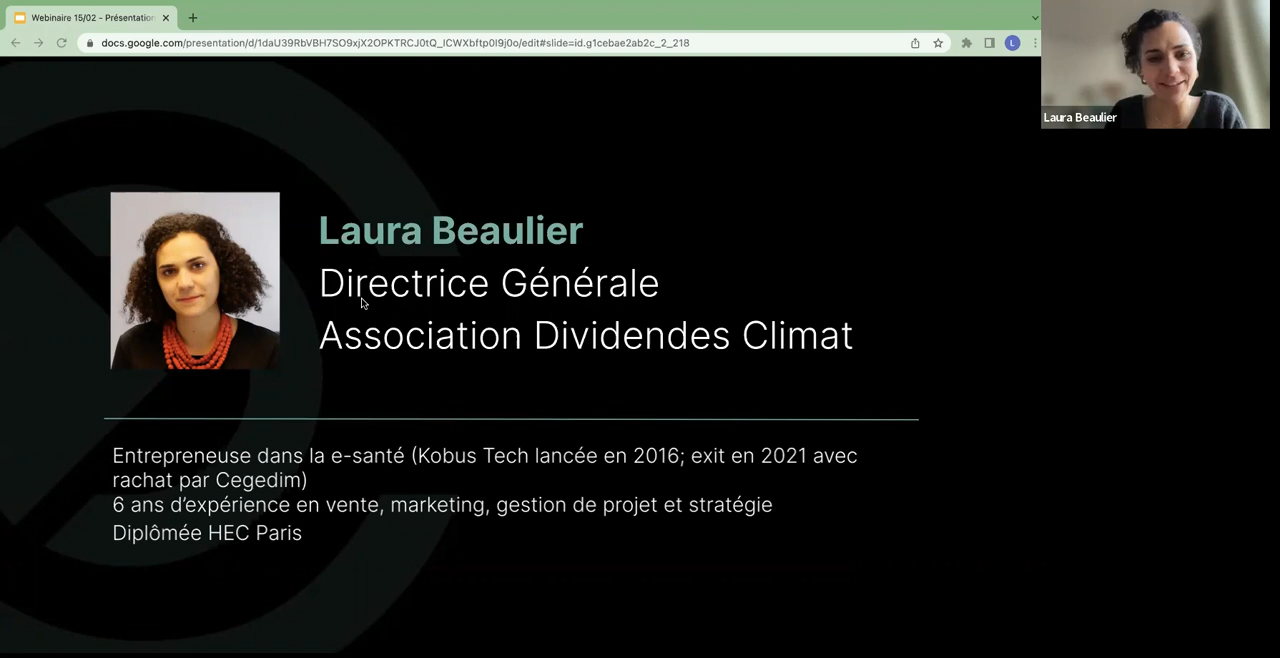 Webinaire 15/02 - Présentation
docs.google.com/presentation/d/1daU39RbVBH7SO9xjX2OPKTRCJ0tQ_ICWXbftp0I9j0o/edit#slide=id.g1cebae2ab2c_2_218
L
Laura Beaulier
Laura Beaulier
Directrice Générale
Association Dividendes Climat
Entrepreneuse dans la e-santé (Kobus Tech lancée en 2016; exit en 2021 avec
rachat par Cegedim)
6 ans d'expérience en vente, marketing, gestion de projet et stratégie
Diplômée HEC Paris